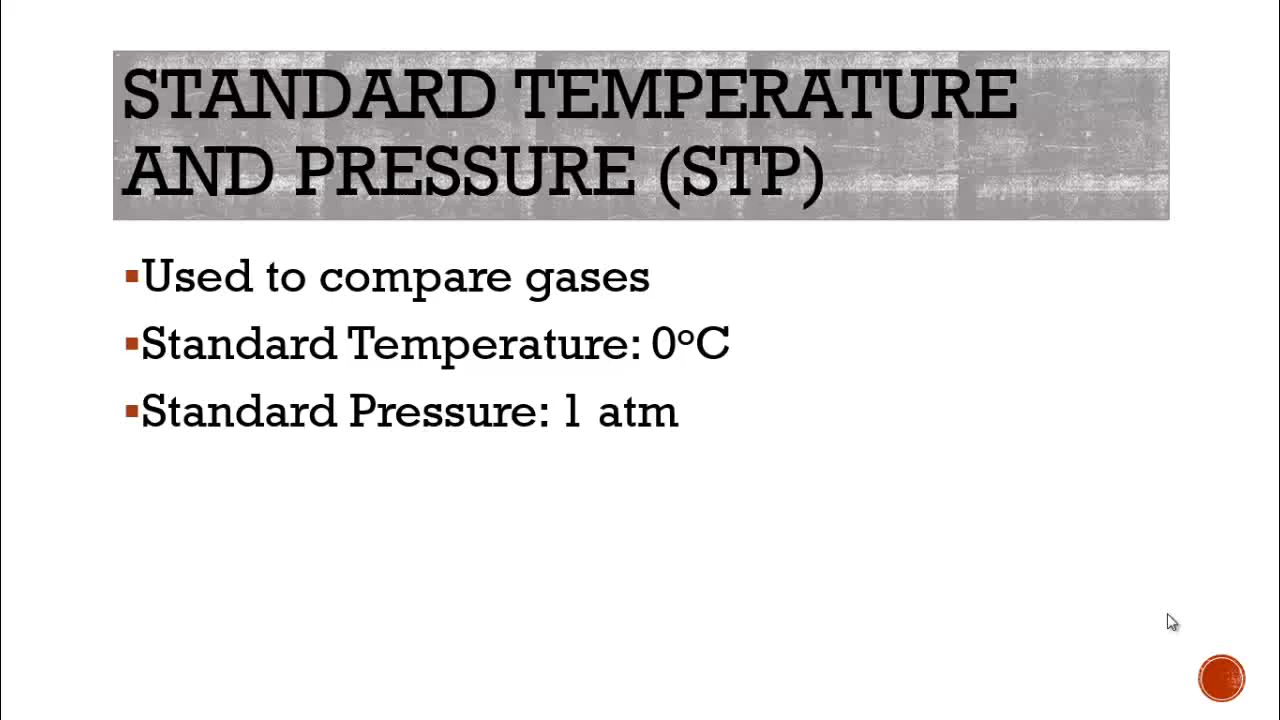 STANDARD TEMPERATURE
AND PRESSURE (STP)
▪Used to compare gases
▪Standard Temperature: 0°C
▪Standard Pressure: 1 atm